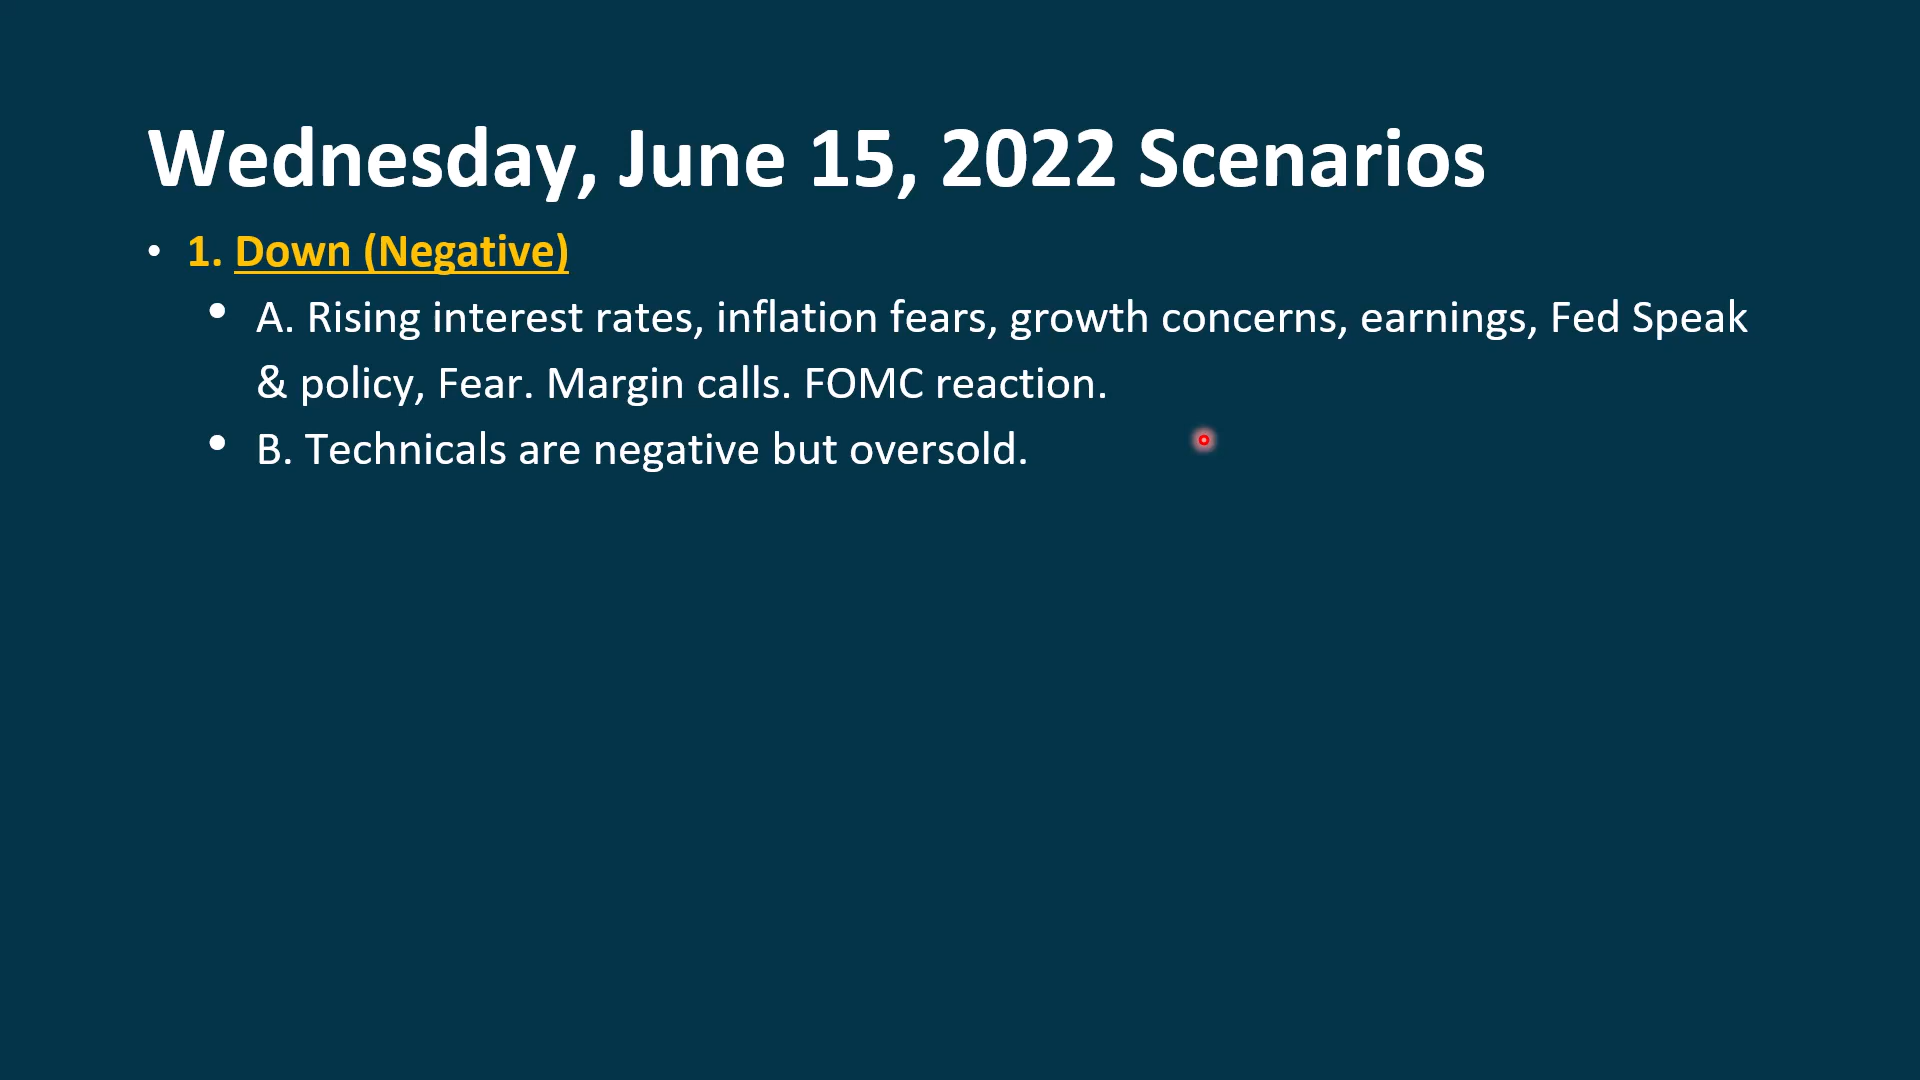 Wednesday, June 15, 2022 Scenarios
• 1. Down (Negative)
• A. Rising interest rates, inflation fears, growth concerns, earnings, Fed Speak
& policy, Fear. Margin calls. FOMC reaction.
• B. Technicals are negative but oversold.